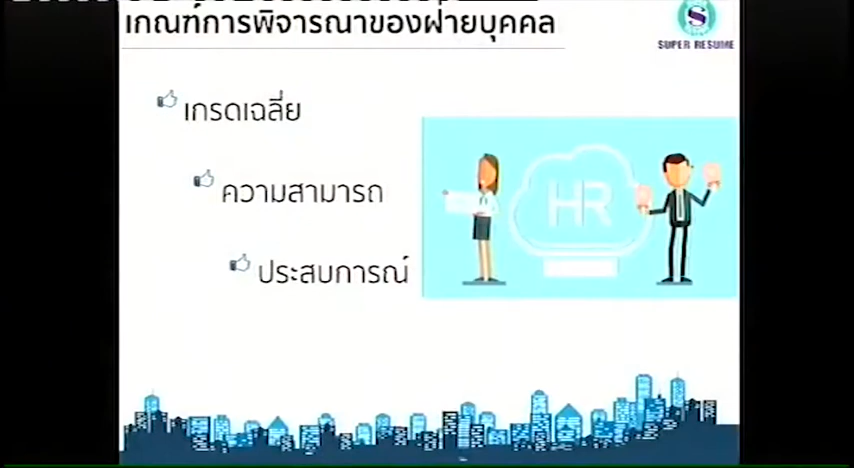 เกณฑ์การพิจารณาของฝ่ายบุคคล
SUPER RESUME
เกรดเฉลี่ย
ความสามารถ
ประสบการณ์
HR